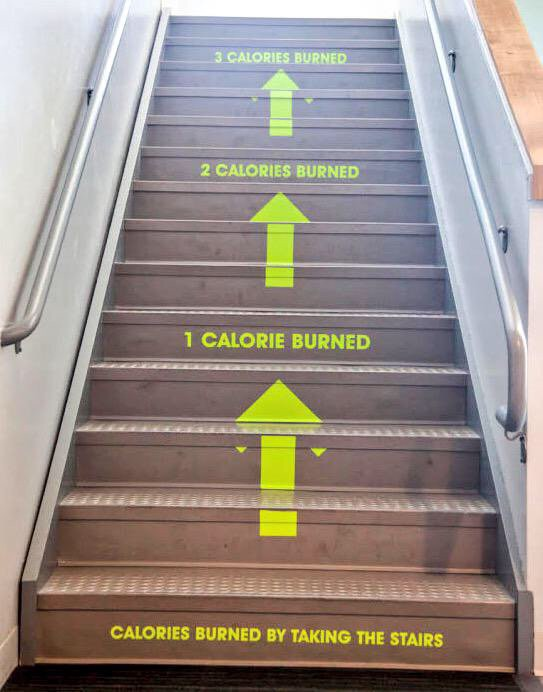 3 CALORIES BURNED
2 CALORIES BURNED
1 CALORIE BURNED
CALORIES BURNED BY TAKING THE STAIRS